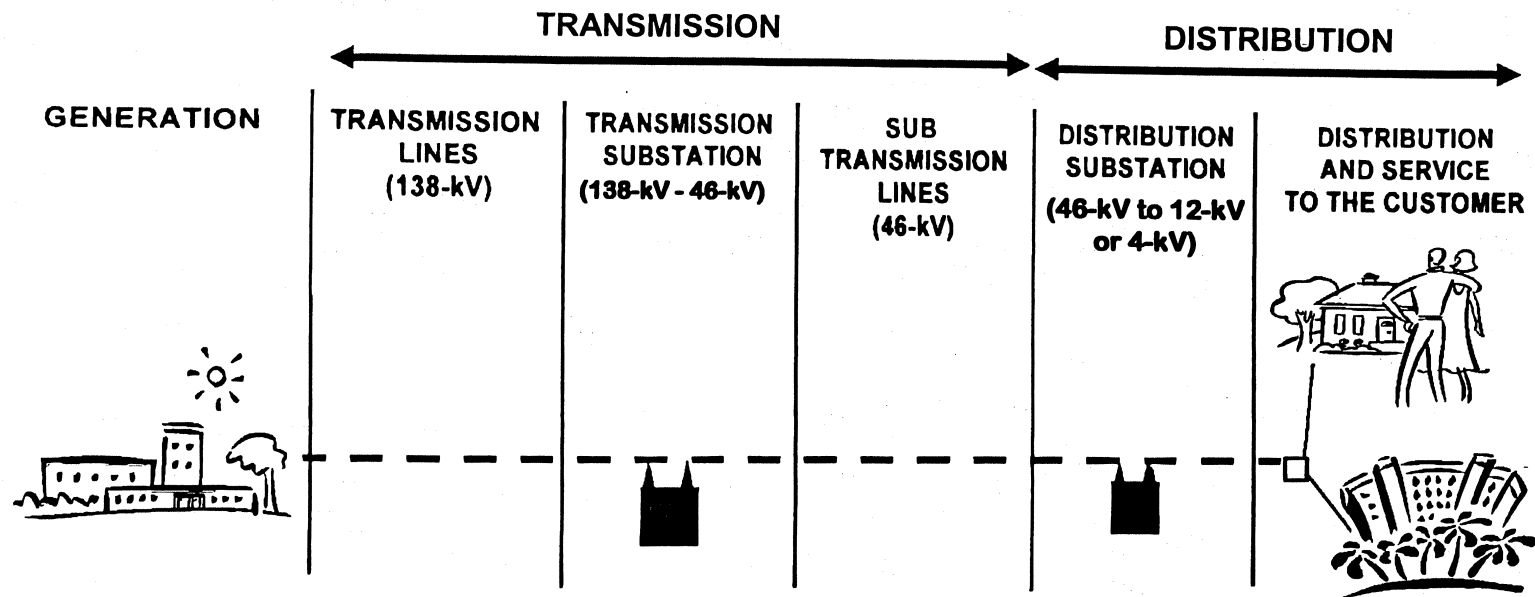 TRANSMISSION
DISTRIBUTION
GENERATION
TRANSMISSION
LINES
(138-kV)
TRANSMISSION
SUBSTATION
(138-kV - 46-kV)
SUB
TRANSMISSION
LINES
(46-kV)
DISTRIBUTION
SUBSTATION
(46-kV to 12-kV
or 4-kV)
DISTRIBUTION
AND SERVICE
TO THE CUSTOMER